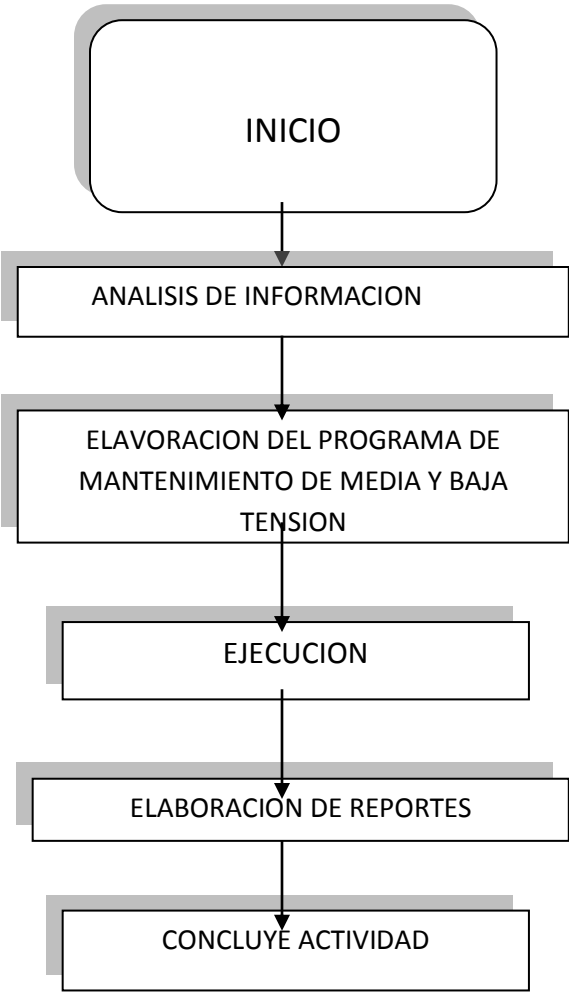 INICIO
ANALISIS DE INFORMACION
ELAVORACION DEL PROGRAMA DE
MANTENIMIENTO DE MEDIA Y BAJA
TENSION
EJECUCION
ELABORACION DE REPORTES
CONCLUYE ACTIVIDAD